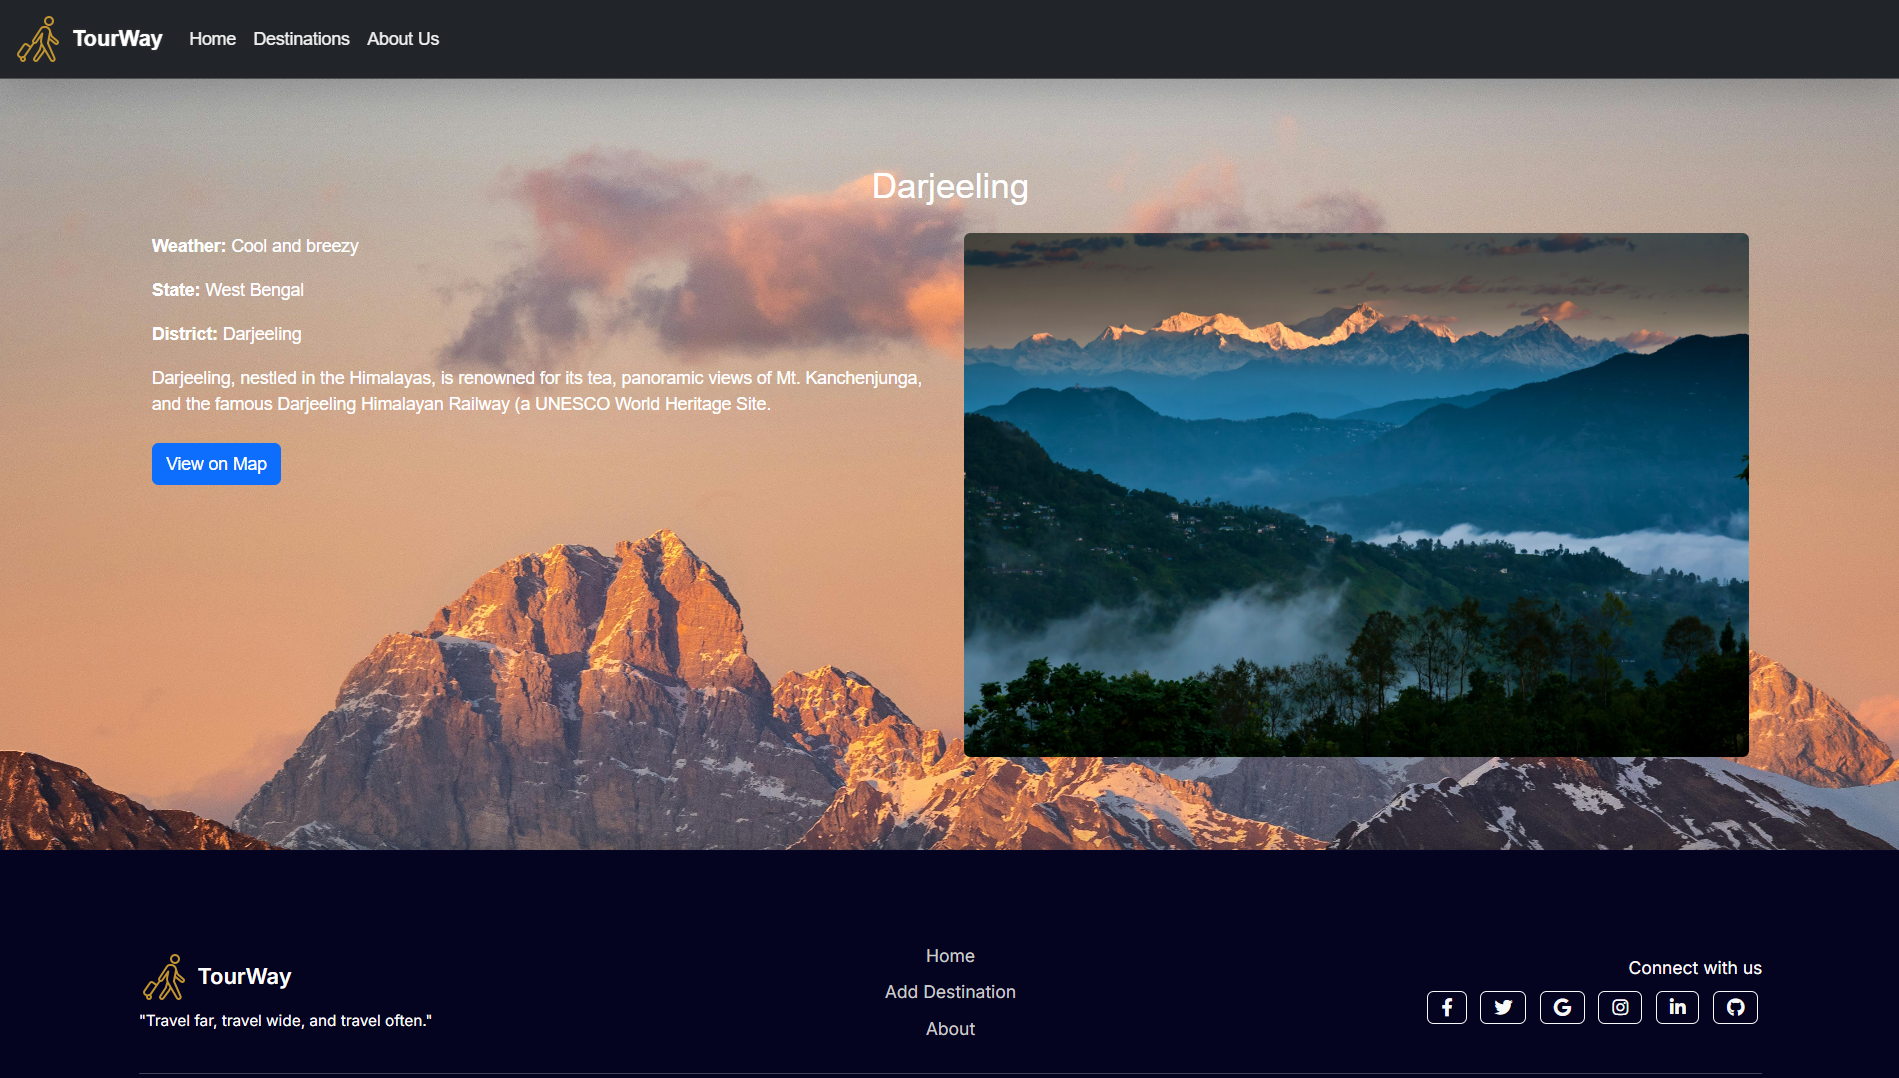 TourWay Home Destinations About Us
Darjeeling
Weather: Cool and breezy
State: West Bengal
District: Darjeeling
Darjeeling, nestled in the Himalayas, is renowned for its tea, panoramic views of Mt. Kanchenjunga,
and the famous Darjeeling Himalayan Railway (a UNESCO World Heritage Site.
View on Map
TourWay
"Travel far, travel wide, and travel often."
Home
Add Destination
About
Connect with us